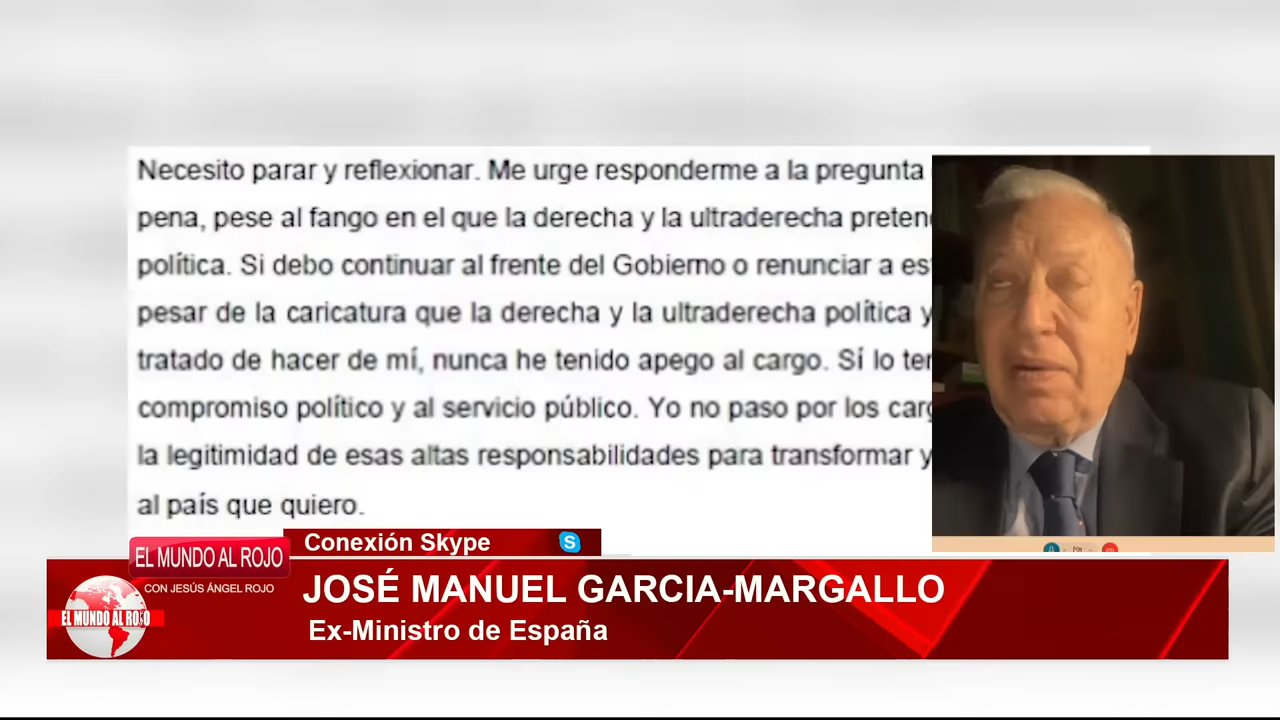 Necesito parar y reflexionar. Me urge responderme a la pregunta
pena, pese al fango en el que la derecha y la ultraderecha
política. Si debo continuar al frente del Gobierno o renunciar a
pesar de la caricatura que la derecha y la ultraderecha política y
tratado de hacer de mí, nunca he tenido apego al cargo. Sí lo
compromiso político y al servicio público. Yo no paso por los
la legitimidad de esas altas responsabilidades para transformar y
al país que quiero.
Conexión Skype
EL MUNDO AL ROJO
CON JESÚS ÁNGEL ROJO
EL MUNDO AL ROJO
JOSÉ MANUEL GARCIA-MARGALLO
Ex-Ministro de España